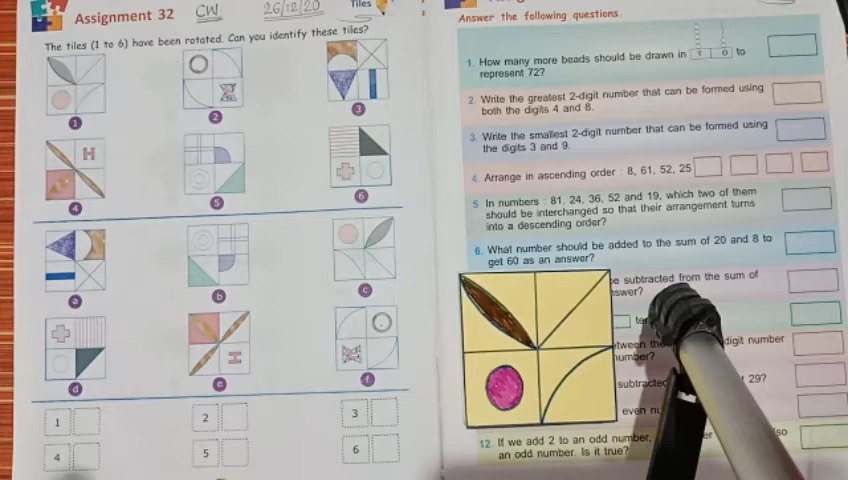 Assignment 32
CW
26/12/20
Tiles
The tiles (1 to 6) have been rotated. Can you identify these tiles?
1
2
3
H
4
5
6
a
b
c
H
d
e
f
1
2
3
4
5
6
Answer the following questions.
1. How many more beads should be drawn in T O to
represent 72?
2. Write the greatest 2-digit number that can be formed using
both the digits 4 and 8.
3. Write the smallest 2-digit number that can be formed using
the digits 3 and 9.
4. Arrange in ascending order : 8, 61, 52, 25
5. In numbers : 81, 24, 36, 52 and 19, which two of them
should be interchanged so that their arrangement turns
into a descending order?
6. What number should be added to the sum of 20 and 8 to
get 60 as an answer?
subtracted from the sum of
digit number
29?
even
12. If we add 2 to an odd number,
an odd number. Is it true?